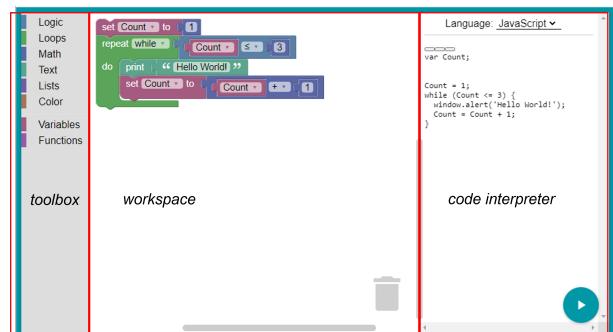 Logic
Loops
Math
Text
Lists
Color
Variables
Functions
toolbox
set Count to 1
repeat while Count ≤ 3
do print “ Hello World! ”
set Count to Count + 1
workspace
Language: JavaScript
var Count;
Count = 1;
while (Count <= 3) {
window.alert('Hello World!');
Count = Count + 1;
}
code interpreter